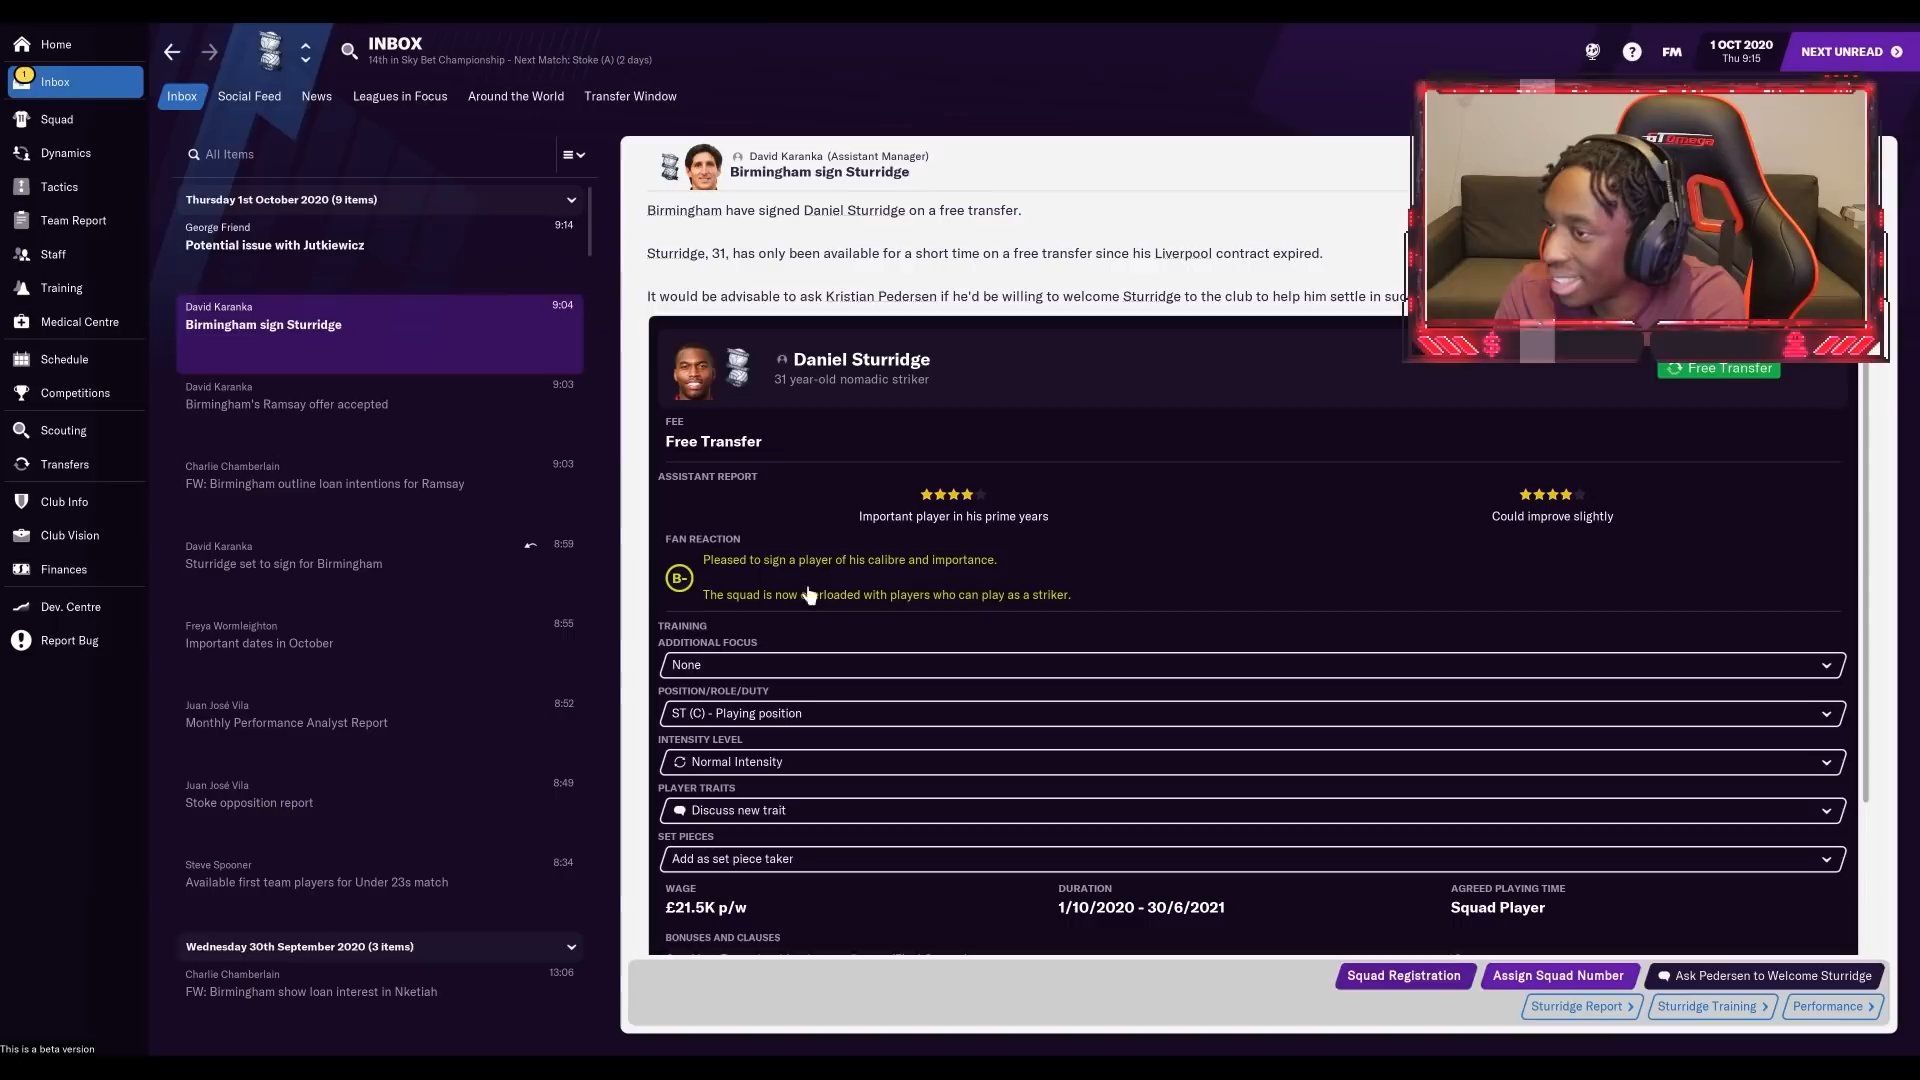 Home
Inbox
1
Squad
Dynamics
Tactics
Team Report
Staff
Training
Medical Centre
Schedule
Competitions
Scouting
Transfers
Club Info
Club Vision
Finances
Dev. Centre
Report Bug
This is a beta version
INBOX
14th in Sky Bet Championship - Next Match: Stoke (A) (2 days)
?
FM
1 OCT 2020
Thu 9:15
NEXT UNREAD
Inbox Social Feed News Leagues in Focus Around the World Transfer Window
All Items
Thursday 1st October 2020 (9 items)
George Friend 9:14
Potential issue with Jutkiewicz
David Karanka 9:04
Birmingham sign Sturridge
David Karanka 9:03
Birmingham's Ramsay offer accepted
Charlie Chamberlain 9:03
FW: Birmingham outline loan intentions for Ramsay
David Karanka 8:59
Sturridge set to sign for Birmingham
Freya Wormleighton 8:55
Important dates in October
Juan José Vila 8:52
Monthly Performance Analyst Report
Juan José Vila 8:49
Stoke opposition report
Steve Spooner 8:34
Available first team players for Under 23s match
Wednesday 30th September 2020 (3 items)
Charlie Chamberlain 13:06
FW: Birmingham show loan interest in Nketiah
David Karanka (Assistant Manager)
Birmingham sign Sturridge
Birmingham have signed Daniel Sturridge on a free transfer.
Sturridge, 31, has only been available for a short time on a free transfer since his Liverpool contract expired.
It would be advisable to ask Kristian Pedersen if he'd be willing to welcome Sturridge to the club to help him settle in
GT Omega
Daniel Sturridge
31 year-old nomadic striker
Free Transfer
FEE
Free Transfer
ASSISTANT REPORT
Important player in his prime years
Could improve slightly
FAN REACTION
B-
Pleased to sign a player of his calibre and importance.
The squad is now overloaded with players who can play as a striker.
TRAINING
ADDITIONAL FOCUS
None
POSITION/ROLE/DUTY
ST (C) - Playing position
INTENSITY LEVEL
Normal Intensity
PLAYER TRAITS
Discuss new trait
SET PIECES
Add as set piece taker
WAGE DURATION AGREED PLAYING TIME
£21.5K p/w 1/10/2020 - 30/6/2021 Squad Player
BONUSES AND CLAUSES
Squad Registration Assign Squad Number Ask Pedersen to Welcome Sturridge
Sturridge Report Sturridge Training Performance